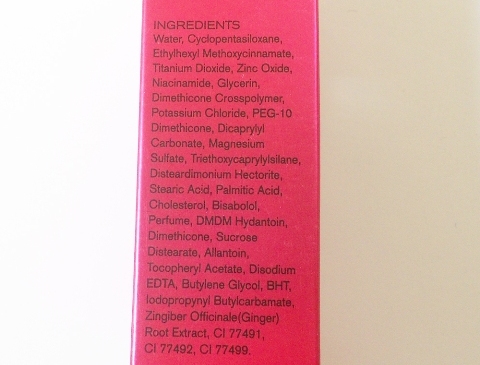 INGREDIENTS
Water, Cyclopentasiloxane,
Ethylhexyl Methoxycinnamate,
Titanium Dioxide, Zinc Oxide,
Niacinamide, Glycerin,
Dimethicone Crosspolymer,
Potassium Chloride, PEG-10
Dimethicone, Dicaprylyl
Carbonate, Magnesium
Sulfate, Triethoxycaprylylsilane,
Disteardimonium Hectorite,
Stearic Acid, Palmitic Acid,
Cholesterol, Bisabolol,
Perfume, DMDM Hydantoin,
Dimethicone, Sucrose
Distearate, Allantoin,
Tocopheryl Acetate, Disodium
EDTA, Butylene Glycol, BHT,
Iodopropynyl Butylcarbamate,
Zingiber Officinale(Ginger)
Root Extract, CI 77491,
CI 77492, CI 77499.